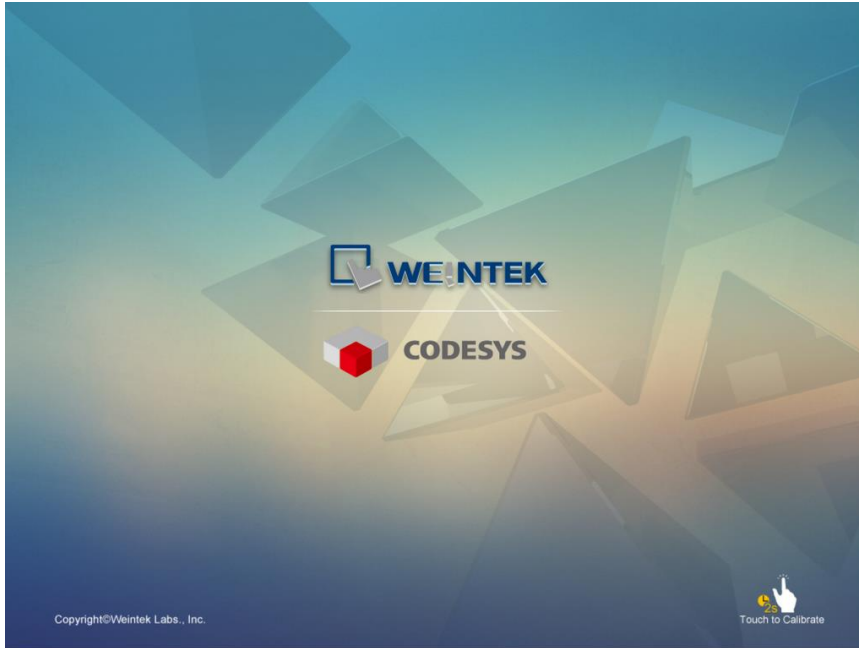 WEINTEK
CODESYS
2s
Touch to Calibrate
Copyright©Weintek Labs., Inc.